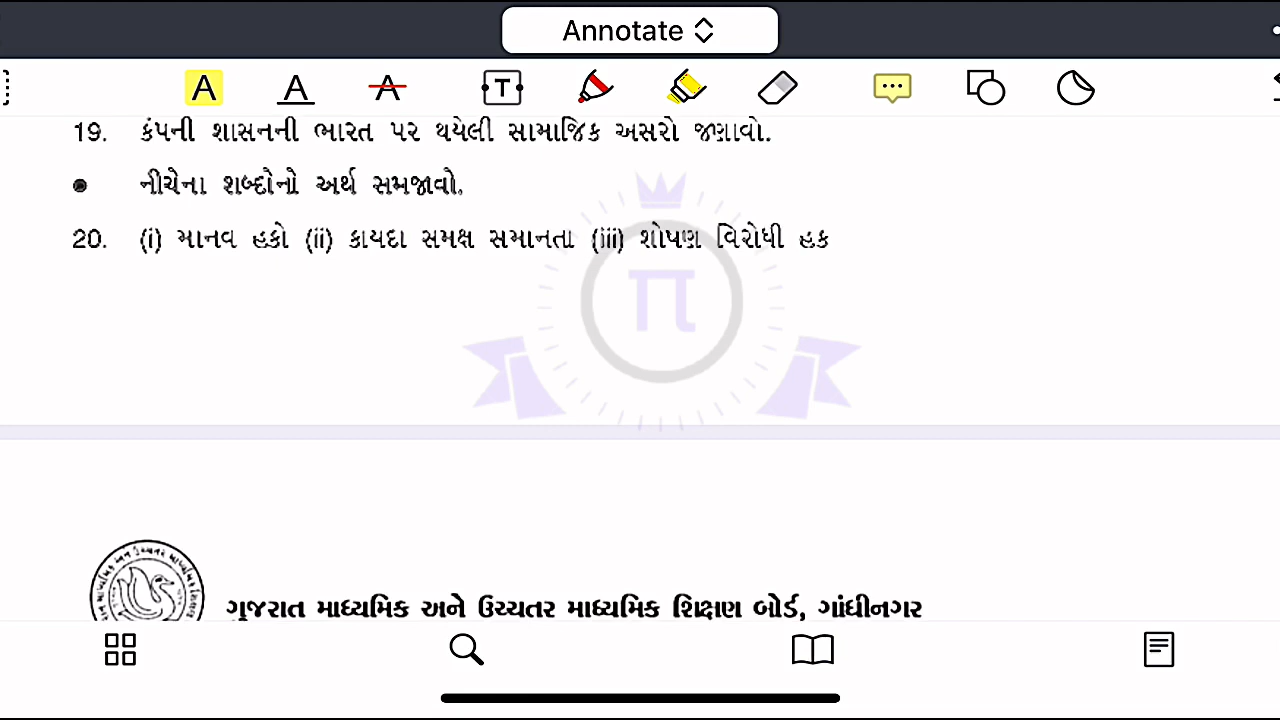 Annotate
A A A T
19. કંપની શાસનની ભારત પર થયેલી સામાજિક અસરો જણાવો.
● નીચેના શબ્દોનો અર્થ સમજાવો.
20. (i) માનવ હકો (ii) કાયદા સમક્ષ સમાનતા (iii) શોષણ વિરોધી હક
π
ગુજરાત માધ્યમિક અને ઉચ્ચતર માધ્યમિક શિક્ષણ બોર્ડ, ગાંધીનગર